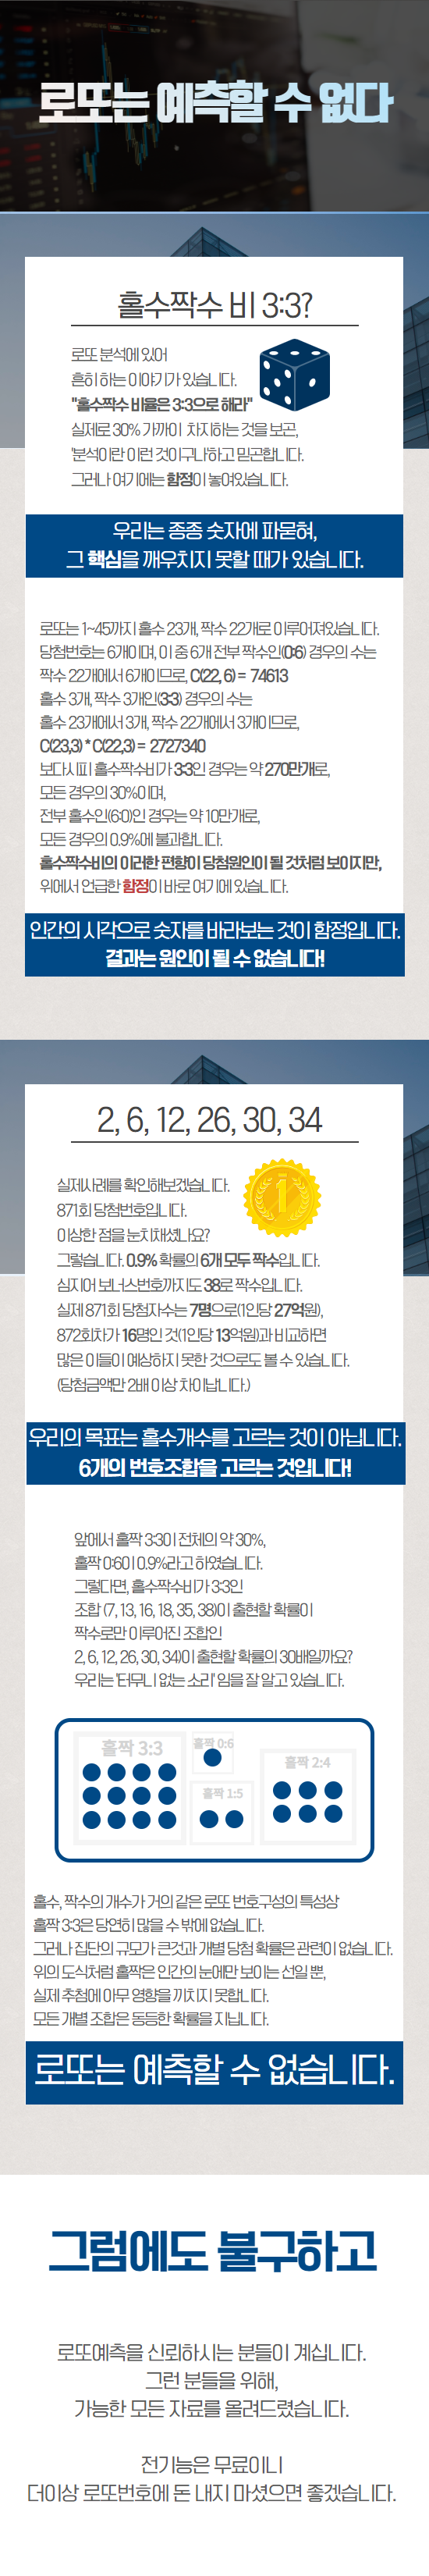 로또는 예측할 수 없다
홀수짝수 비 3:3?
로또 분석에 있어
흔히 하는 이야기가 있습니다.
"홀수짝수 비율은 3:3으로 해라"
실제로 30% 가까이 차지하는 것을 보곤,
'분석이란 이런 것이구나'하고 믿곤합니다.
그러나 여기에는 함정이 놓여있습니다.
우리는 종종 숫자에 파묻혀,
그 핵심을 깨우치지 못할 때가 있습니다.
로또는 1~45까지 홀수 23개, 짝수 22개로 이루어져있습니다.
당첨번호는 6개이며, 이 중 6개 전부 짝수인(0:6) 경우의 수는
짝수 22개에서 6개이므로, C(22, 6) = 74613
홀수 3개, 짝수 3개인(3:3) 경우의 수는
홀수 23개에서 3개, 짝수 22개에서 3개이므로,
C(23,3) * C(22,3) = 2727340
보다시피 홀수짝수비가 3:3인 경우는 약 270만개로,
모든 경우의 30%이며,
전부 홀수인(6:0)인 경우는 약 10만개로,
모든 경우의 0.9%에 불과합니다.
홀수짝수비의 이러한 편향이 당첨원인이 될 것처럼 보이지만,
위에서 언급한 함정이 바로 여기에 있습니다.
인간의 시각으로 숫자를 바라보는 것이 함정입니다.
결과는 원인이 될 수 없습니다!
2, 6, 12, 26, 30, 34
실제사례를 확인해보겠습니다.
871회 당첨번호입니다.
이상한 점을 눈치채셨나요?
그렇습니다. 0.9% 확률의 6개 모두 짝수입니다.
심지어 보너스번호까지도 38로 짝수입니다.
실제 871회 당첨자수는 7명으로(1인당 27억원),
872회차가 16명인 것(1인당 13억원)과 비교하면
많은 이들이 예상하지 못한 것으로도 볼 수 있습니다.
(당첨금액만 2배 이상 차이납니다.)
우리의 목표는 홀수개수를 고르는 것이 아닙니다.
6개의 번호조합을 고르는 것입니다!
앞에서 홀짝 3:3이 전체의 약 30%,
홀짝 0:6이 0.9%라고 하였습니다.
그렇다면, 홀수짝수비가 3:3인
조합 (7, 13, 16, 18, 35, 38)이 출현할 확률이
짝수로만 이루어진 조합인
2, 6, 12, 26, 30, 34)이 출현할 확률의 30배일까요?
우리는 '터무니 없는 소리' 임을 잘 알고 있습니다.
홀짝 3:3
홀짝 0:6
홀짝 1:5
홀짝 2:4
홀수, 짝수의 개수가 거의 같은 로또 번호구성의 특성상
홀짝 3:3은 당연히 많을 수 밖에 없습니다.
그러나 집단의 규모가 큰것과 개별 당첨 확률은 관련이 없습니다.
위의 도식처럼 홀짝은 인간의 눈에만 보이는 선일 뿐,
실제 추첨에 아무 영향을 끼치지 못합니다.
모든 개별 조합은 동등한 확률을 지닙니다.
로또는 예측할 수 없습니다.
그럼에도 불구하고
로또예측을 신뢰하시는 분들이 계십니다.
그런 분들을 위해,
가능한 모든 자료를 올려드렸습니다.
전기능은 무료이니
더이상 로또번호에 돈 내지 마셨으면 좋겠습니다.